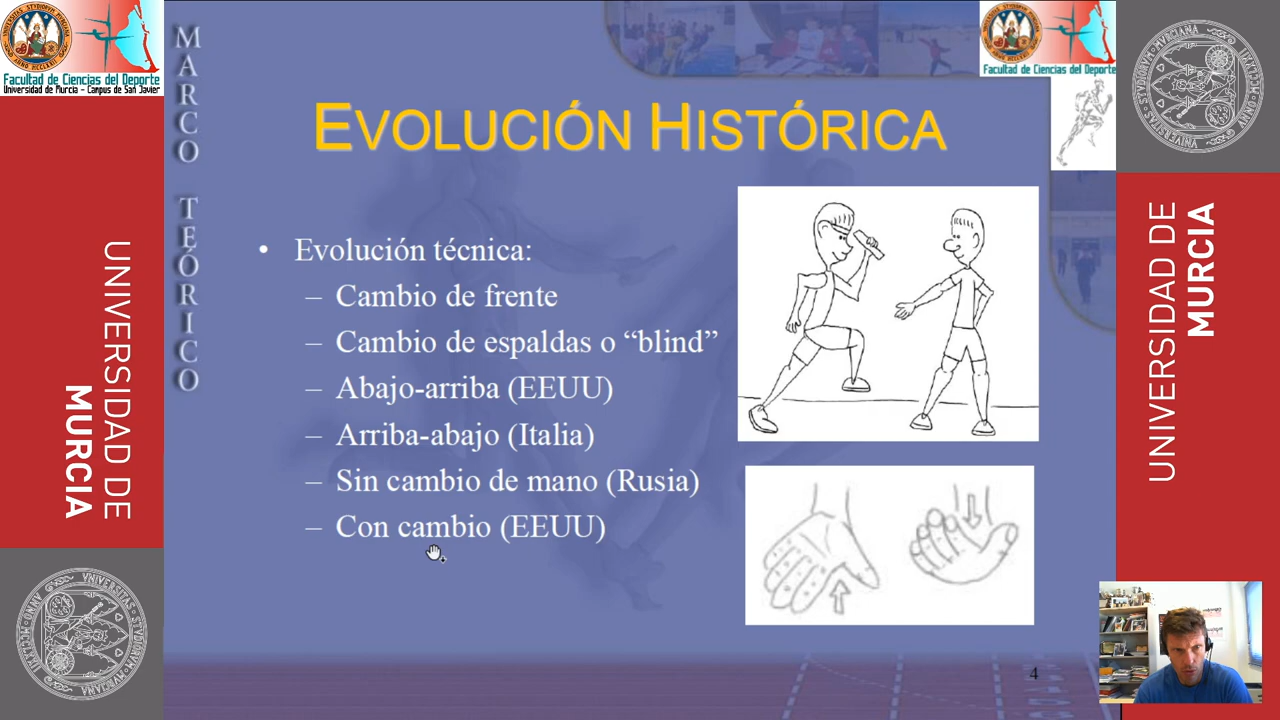 Facultad de Ciencias del Deporte
Universidad de Murcia - Campus de San Javier
UNIVERSIDAD DE
MURCIA
MARCO TEÓRICO
EVOLUCIÓN HISTÓRICA
• Evolución técnica:
– Cambio de frente
– Cambio de espaldas o “blind”
– Abajo-arriba (EEUU)
– Arriba-abajo (Italia)
– Sin cambio de mano (Rusia)
– Con cambio (EEUU)
4
Facultad de Ciencias del Deporte
UNIVERSIDAD DE
MURCIA